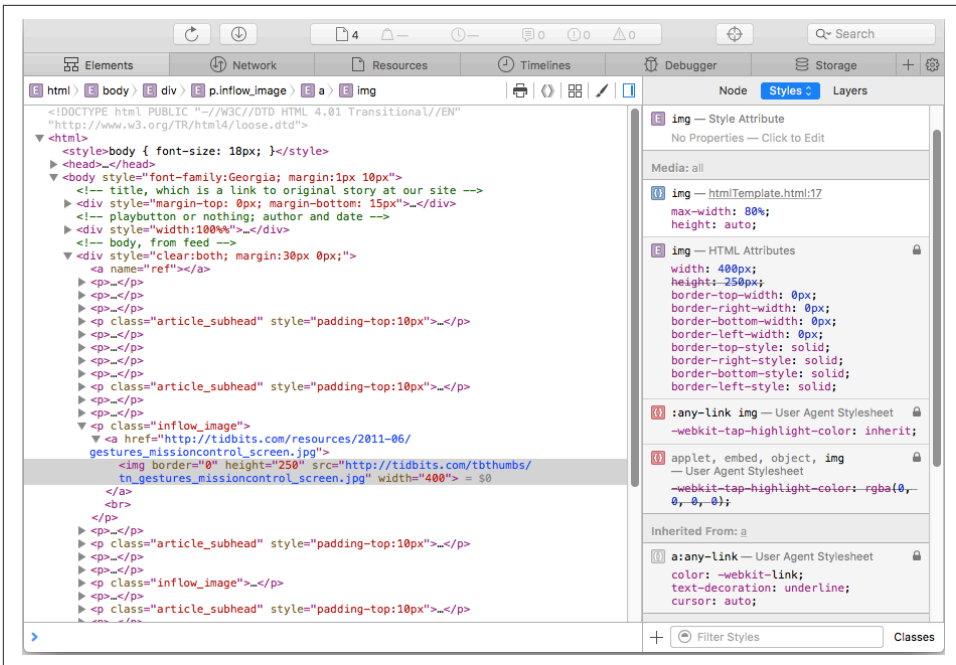 4 — — 0 0 0 Search
Elements Network Resources Timelines Debugger Storage +
E html E body E div E p.inflow_image E a E img Node Styles Layers
<!DOCTYPE html PUBLIC "-//W3C//DTD HTML 4.01 Transitional//EN"
"http://www.w3.org/TR/html4/loose.dtd">
<html>
<style>body { font-size: 18px; }</style>
<head>…</head>
<body style="font-family:Georgia; margin:1px 10px">
<!-- title, which is a link to original story at our site -->
<div style="margin-top: 0px; margin-bottom: 15px">…</div>
<!-- playbutton or nothing; author and date -->
<div style="width:100%%">…</div>
<!-- body, from feed -->
<div style="clear:both; margin:30px 0px;">
<a name="ref"></a>
<p>…</p>
<p>…</p>
<p>…</p>
<p class="article_subhead" style="padding-top:10px">…</p>
<p>…</p>
<p>…</p>
<p>…</p>
<p>…</p>
<p class="article_subhead" style="padding-top:10px">…</p>
<p>…</p>
<p>…</p>
<p class="inflow_image">
<a href="http://tidbits.com/resources/2011-06/
gestures_missioncontrol_screen.jpg">
<img border="0" height="250" src="http://tidbits.com/tbthumbs/
tn_gestures_missioncontrol_screen.jpg" width="400"> = $0
</a>
<br>
</p>
<p>…</p>
<p class="article_subhead" style="padding-top:10px">…</p>
<p>…</p>
<p>…</p>
<p class="inflow_image">…</p>
<p>…</p>
<p class="article_subhead" style="padding-top:10px">…</p>
<p>…</p>
E img — Style Attribute
No Properties — Click to Edit
Media: all
{} img — htmlTemplate.html:17
max-width: 80%;
height: auto;
E img — HTML Attributes
width: 400px;
height: 250px;
border-top-width: 0px;
border-right-width: 0px;
border-bottom-width: 0px;
border-left-width: 0px;
border-top-style: solid;
border-right-style: solid;
border-bottom-style: solid;
border-left-style: solid;
{} :any-link img — User Agent Stylesheet
-webkit-tap-highlight-color: inherit;
{} applet, embed, object, img
— User Agent Stylesheet
-webkit-tap-highlight-color: rgba(0,
0, 0, 0);
Inherited From: a
{} a:any-link — User Agent Stylesheet
color: -webkit-link;
text-decoration: underline;
cursor: auto;
> + Filter Styles Classes